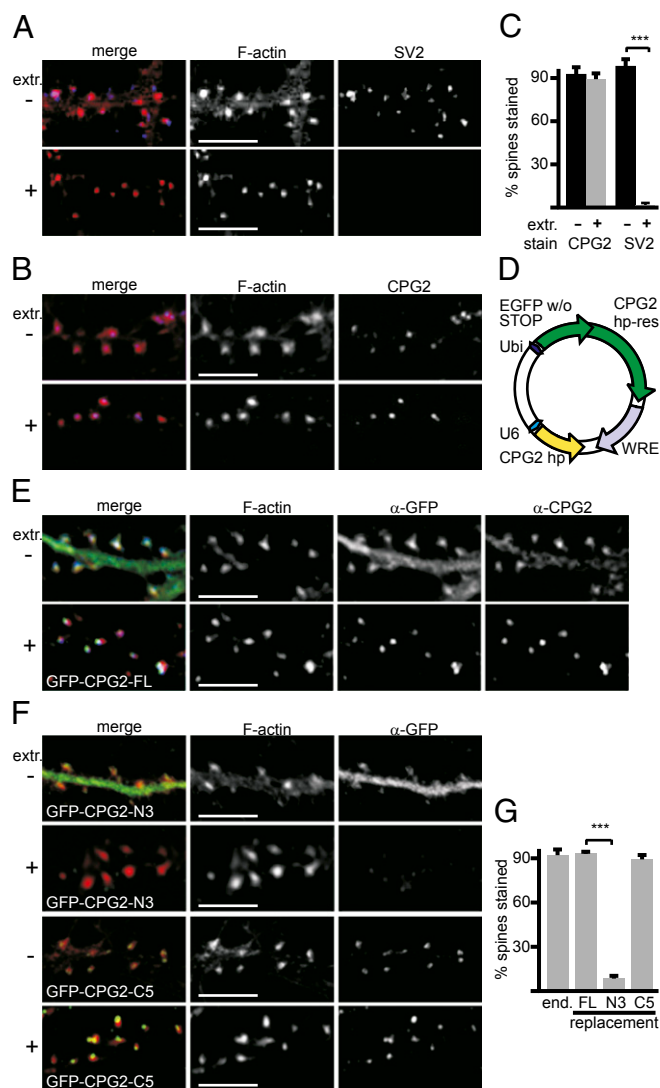 A
merge F-actin SV2
extr.
-
+
B
merge F-actin CPG2
extr.
-
+
C
***
% spines stained
90
60
30
extr. - + - +
stain CPG2 SV2
D
EGFP w/o STOP
CPG2 hp-res
Ubi
U6
CPG2 hp
WRE
E
merge F-actin α-GFP α-CPG2
extr.
-
+
GFP-CPG2-FL
F
merge F-actin α-GFP
extr.
-
GFP-CPG2-N3
+
GFP-CPG2-N3
-
GFP-CPG2-C5
+
GFP-CPG2-C5
G
***
% spines stained
90
60
30
end. FL N3 C5
replacement